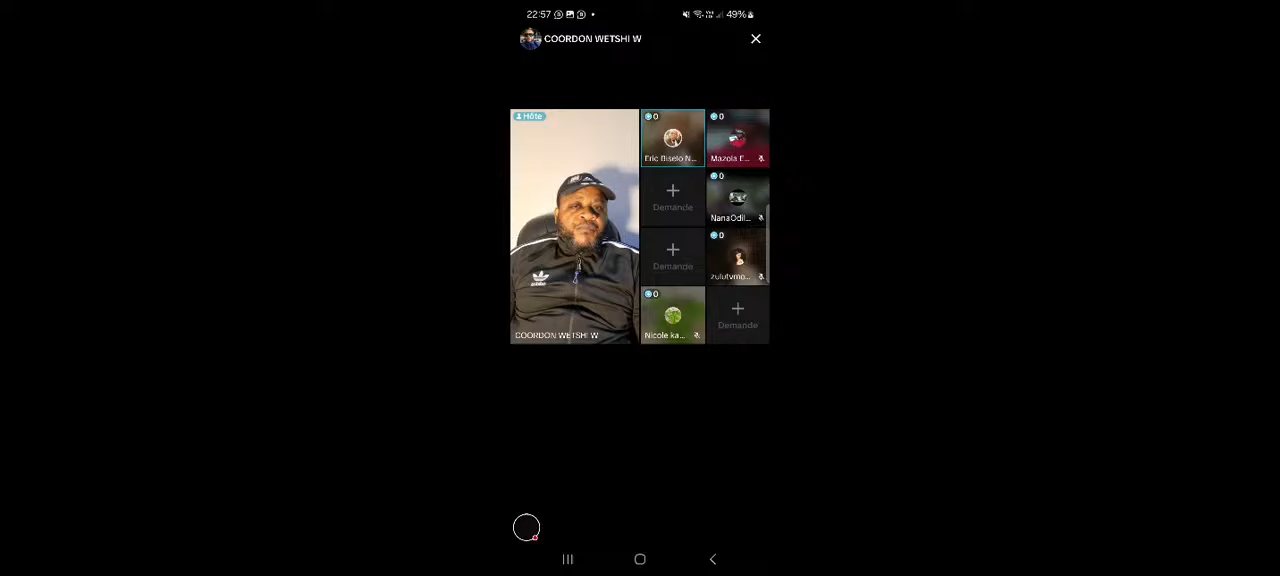 22:57
49%
COORDON WETSHI W
Hôte
0
0
Eric Biselo N...
Mazola E...
Demande
0
NanaOdil...
Demande
0
0
Nicole ka...
Demande
COORDON WETSHI W
adidas